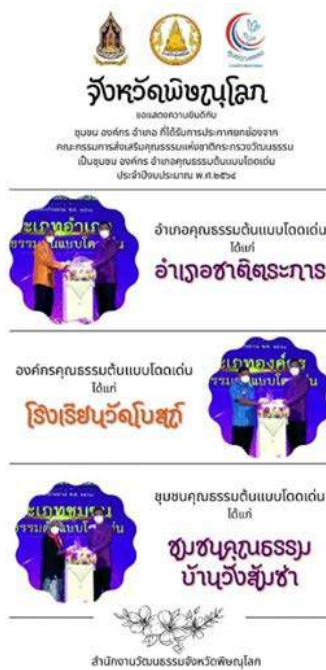 จังหวัดพิษณุโลก
ขอแสดงความยินดีกับ
ชุมชน องค์กร อำเภอ ที่ได้รับการประกาศยกย่องจาก
คณะกรรมการส่งเสริมคุณธรรมแห่งชาติกระทรวงวัฒนธรรม
เป็นชุมชน องค์กร อำเภอคุณธรรมต้นแบบโดดเด่น
ประจำปีงบประมาณ พ.ศ.๒๕๖๔
อำเภอคุณธรรมต้นแบบโดดเด่น
ได้แก่
อำเภอชาติตระการ
องค์กรคุณธรรมต้นแบบโดดเด่น
ได้แก่
โรงเรียนวัดโบสถ์
ชุมชนคุณธรรมต้นแบบโดดเด่น
ได้แก่
ชุมชนคุณธรรม
บ้านวังส้มซ่า
สำนักงานวัฒนธรรมจังหวัดพิษณุโลก